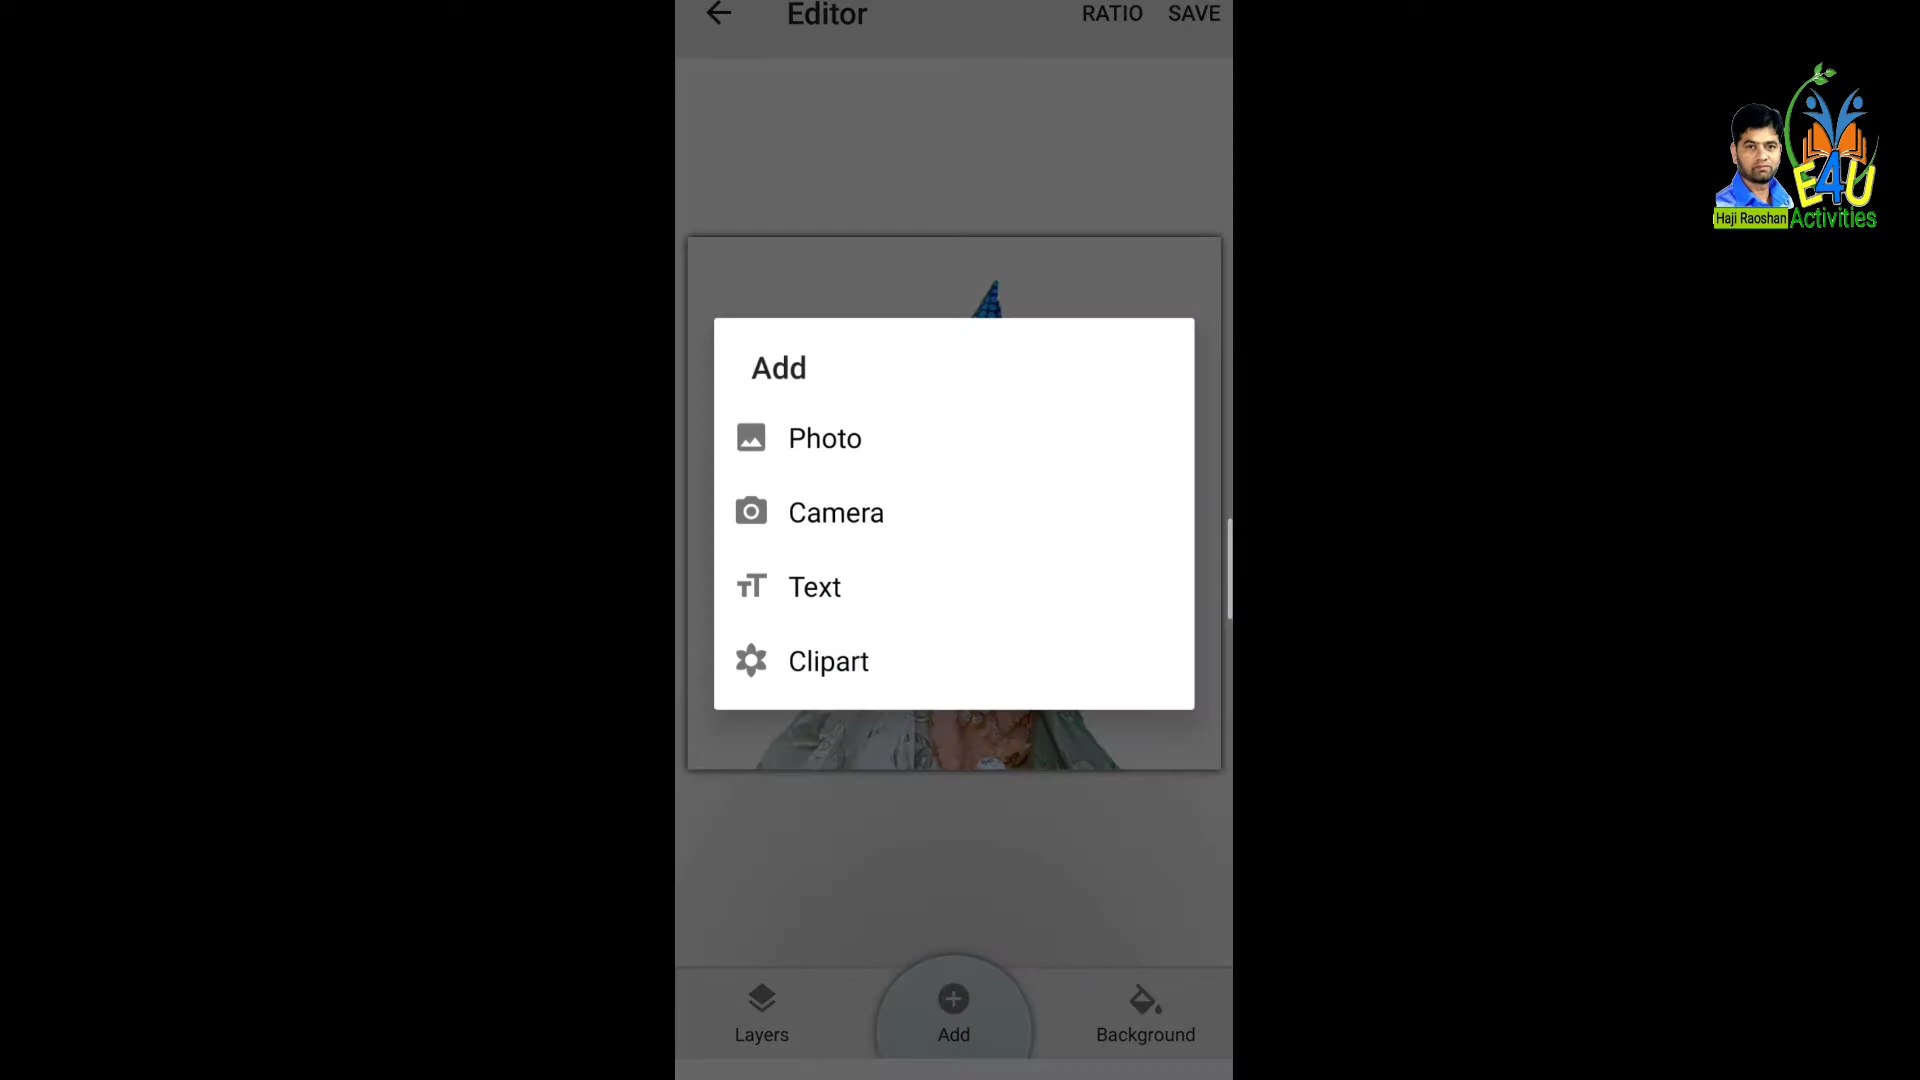 Editor
RATIO SAVE
Add
Photo
Camera
Text
Clipart
Layers
Add
Background
E4U
Haji Raoshan
Activities